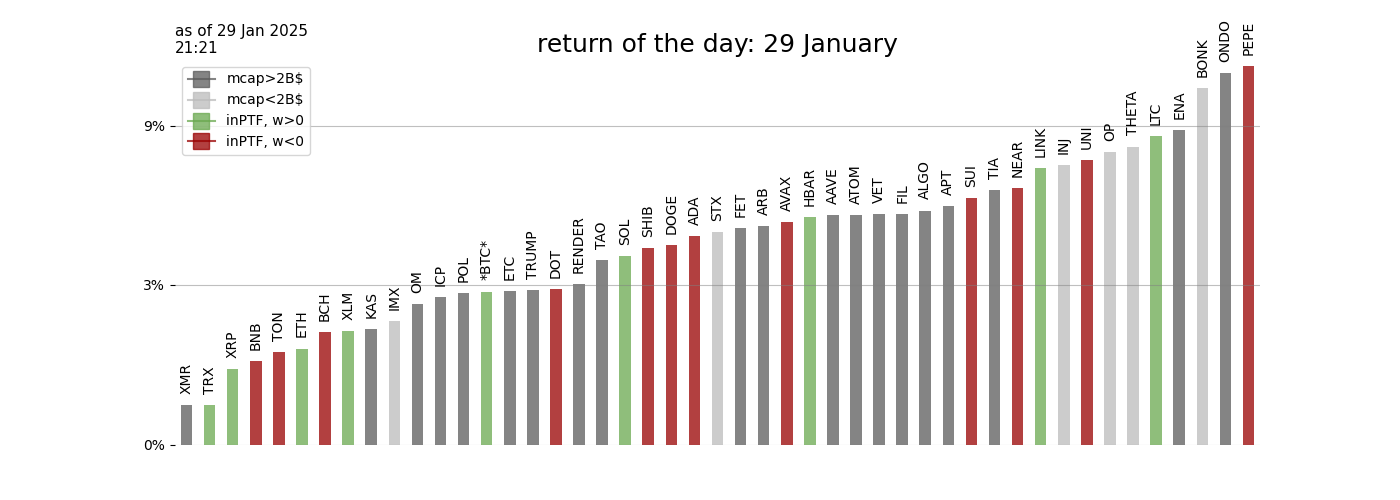 as of 29 Jan 2025
21:21
return of the day: 29 January
mcap>2B$
mcap<2B$
inPTF, w>0
inPTF, w<0
9%
3%
0%
XMR
TRX
XRP
BNB
TON
ETH
BCH
XLM
KAS
IMX
OM
ICP
POL
*BTC*
ETC
TRUMP
DOT
RENDER
TAO
SOL
SHIB
DOGE
ADA
STX
FET
ARB
AVAX
HBAR
AAVE
ATOM
VET
FIL
ALGO
APT
SUI
TIA
NEAR
LINK
INJ
UNI
OP
THETA
LTC
ENA
BONK
ONDO
PEPE